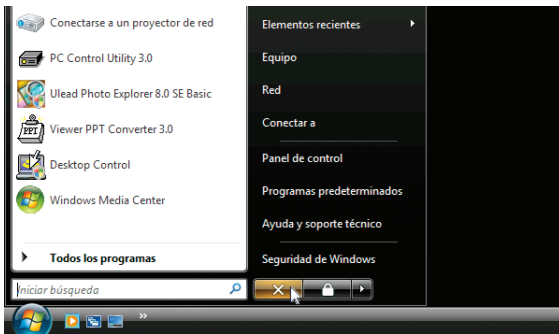 Conectarse a un proyector de red
PC Control Utility 3.0
Ulead Photo Explorer 8.0 SE Basic
PPT
Viewer PPT Converter 3.0
Desktop Control
Windows Media Center
Todos los programas
Iniciar búsqueda
Elementos recientes
Equipo
Red
Conectar a
Panel de control
Programas predeterminados
Ayuda y soporte técnico
Seguridad de Windows